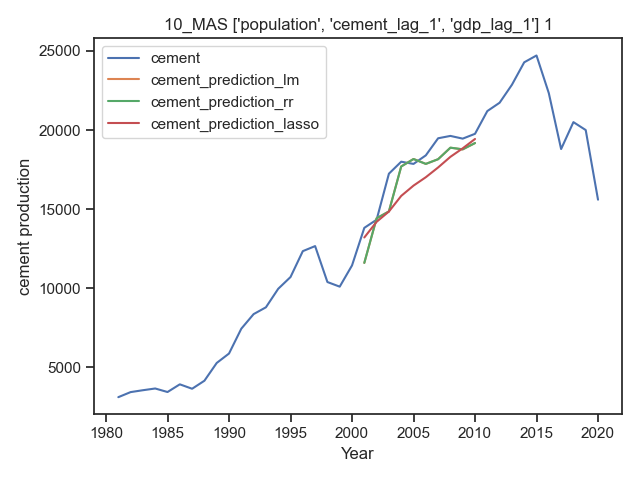 10_MAS ['population', 'cement_lag_1', 'gdp_lag_1'] 1
25000
20000
15000
10000
5000
cement production
cement
cement_prediction_lm
cement_prediction_rr
cement_prediction_lasso
1980 1985 1990 1995 2000 2005 2010 2015 2020
Year